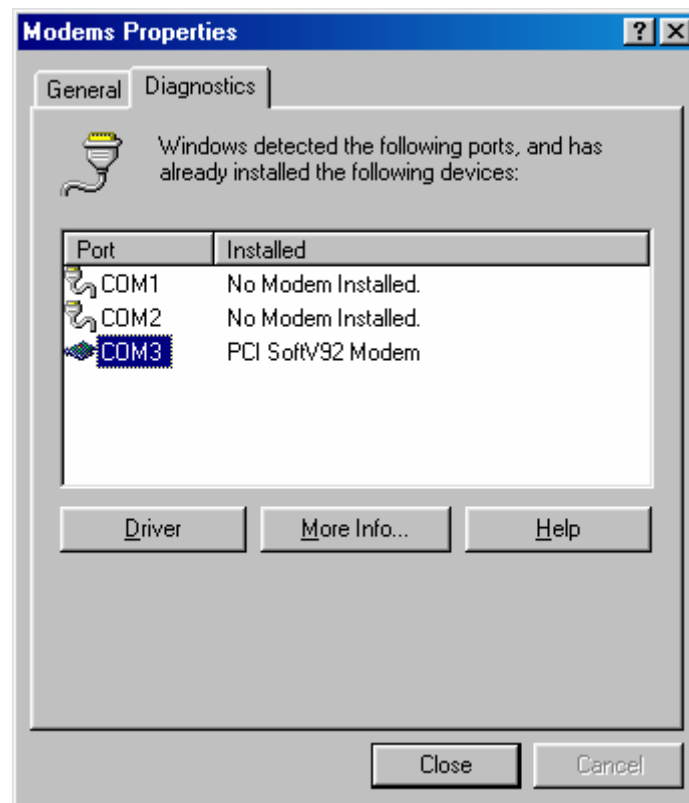 Modems Properties
General Diagnostics
Windows detected the following ports, and has
already installed the following devices:
Port Installed
COM1 No Modem Installed.
COM2 No Modem Installed.
COM3 PCI SoftV92 Modem
Driver More Info... Help
Close Cancel